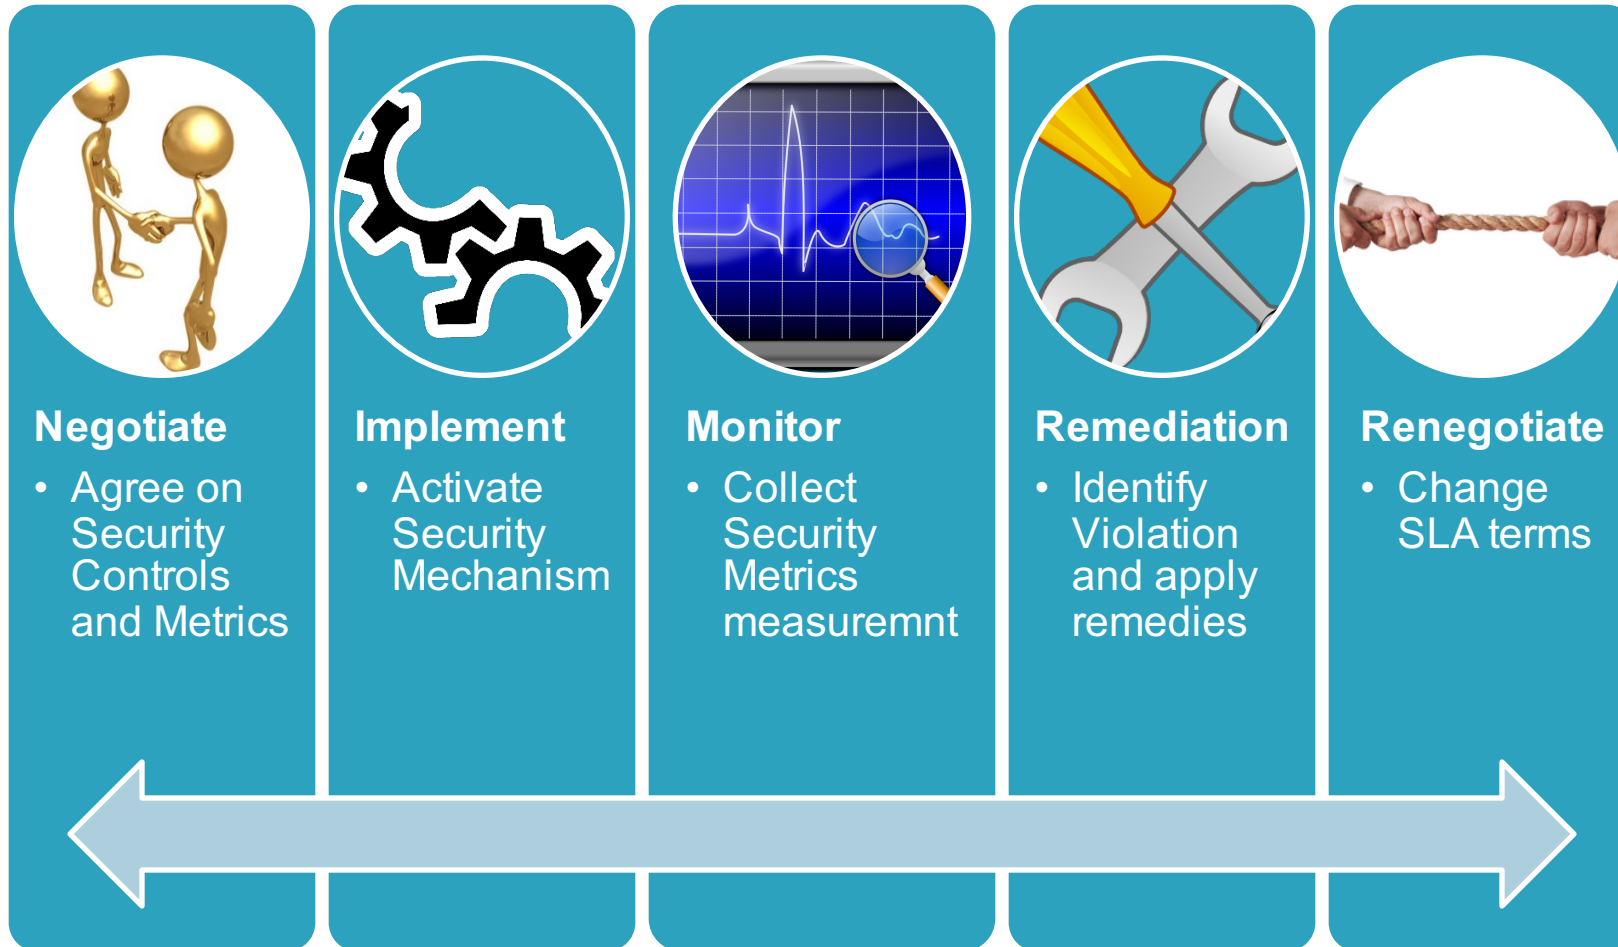 Negotiate
• Agree on
Security
Controls
and Metrics
Implement
• Activate
Security
Mechanism
Monitor
• Collect
Security
Metrics
measuremnt
Remediation
• Identify
Violation
and apply
remedies
Renegotiate
• Change
SLA terms